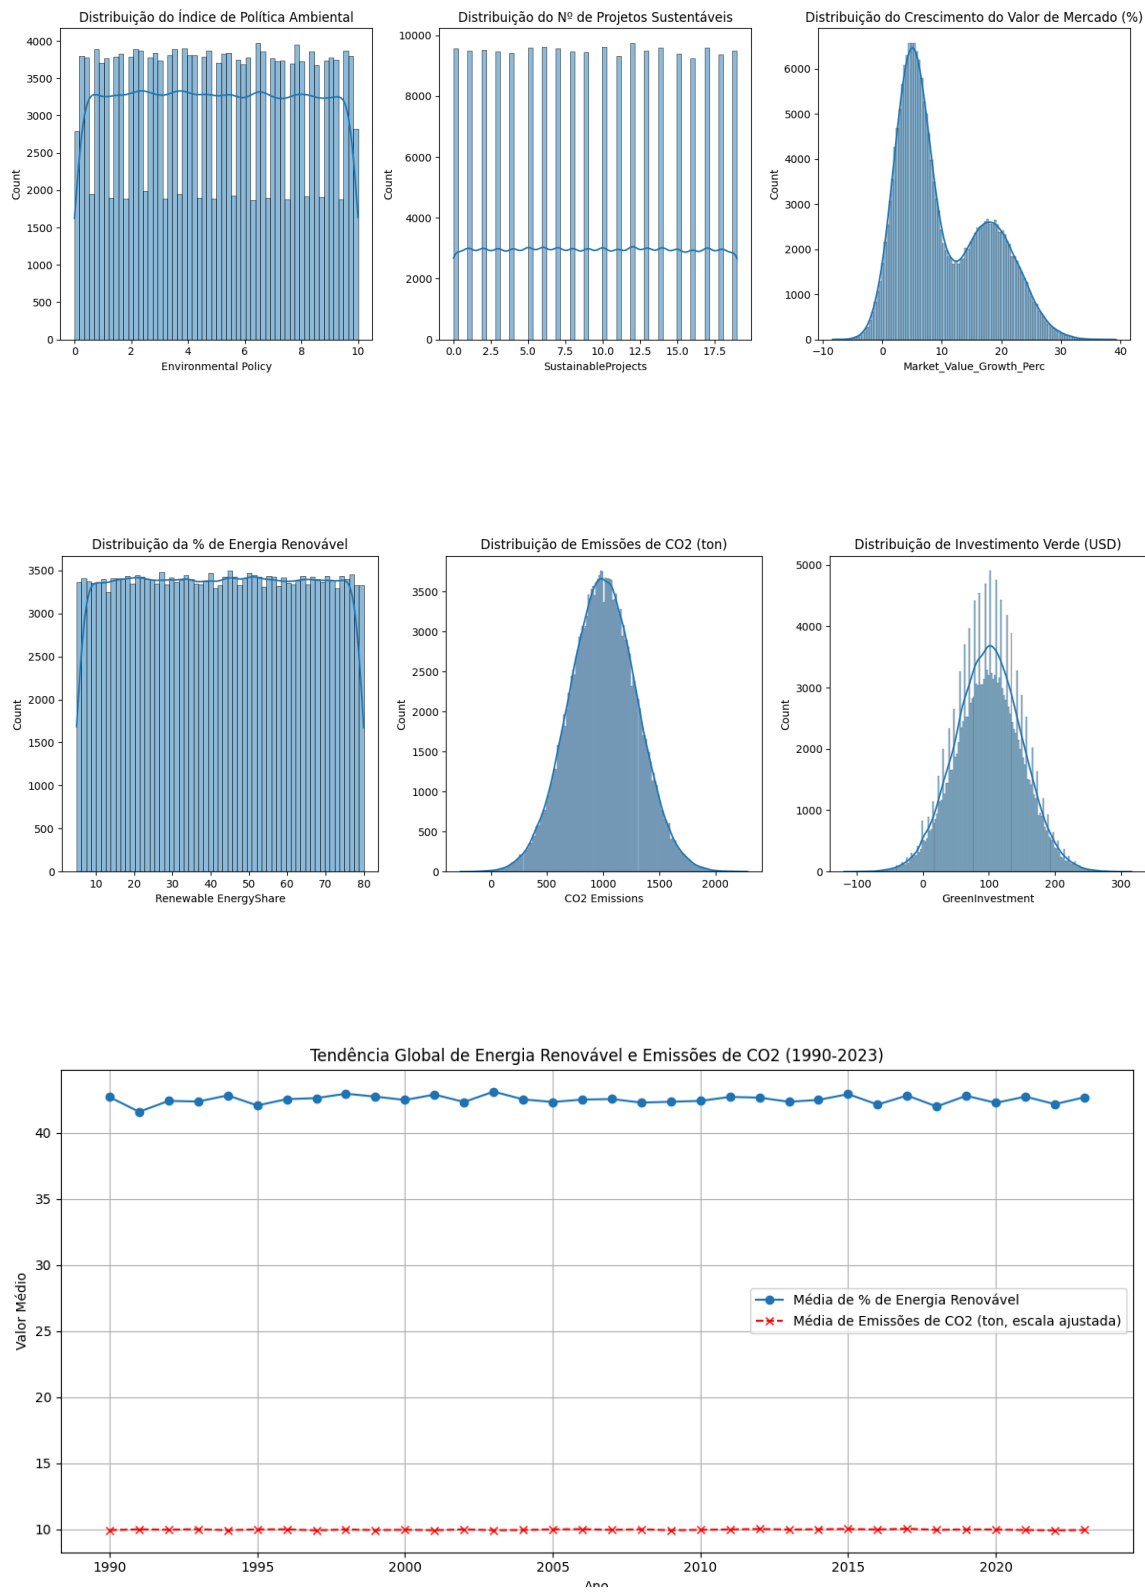 Distribuição do Índice de Política Ambiental
Count
4000
3500
3000
2500
2000
1500
1000
500
0
0 2 4 6 8 10
Environmental Policy
Distribuição do Nº de Projetos Sustentáveis
Count
10000
8000
6000
4000
2000
0
0.0 2.5 5.0 7.5 10.0 12.5 15.0 17.5
SustainableProjects
Distribuição do Crescimento do Valor de Mercado (%)
Count
6000
5000
4000
3000
2000
1000
0
−10 0 10 20 30 40
Market_Value_Growth_Perc
Distribuição da % de Energia Renovável
Count
3500
3000
2500
2000
1500
1000
500
0
10 20 30 40 50 60 70 80
Renewable EnergyShare
Distribuição de Emissões de CO2 (ton)
Count
3500
3000
2500
2000
1500
1000
500
0
0 500 1000 1500 2000
CO2 Emissions
Distribuição de Investimento Verde (USD)
Count
5000
4000
3000
2000
1000
0
−100 0 100 200 300
GreenInvestment
Tendência Global de Energia Renovável e Emissões de CO2 (1990-2023)
Valor Médio
40
35
30
25
20
15
10
Média de % de Energia Renovável
Média de Emissões de CO2 (ton, escala ajustada)
1990 1995 2000 2005 2010 2015 2020
Ano